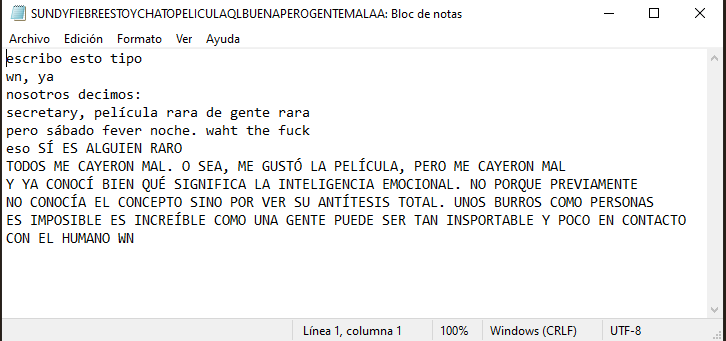 SUNDYFIEBREESTOYCHATOPELICULAQLBUENAPEROGENTEMALAA: Bloc de notas
Archivo Edición Formato Ver Ayuda
escribo esto tipo
wn, ya
nosotros decimos:
secretary, película rara de gente rara
pero sábado fever noche. waht the fuck
eso SÍ ES ALGUIEN RARO
TODOS ME CAYERON MAL. O SEA, ME GUSTÓ LA PELÍCULA, PERO ME CAYERON MAL
Y YA CONOCÍ BIEN QUÉ SIGNIFICA LA INTELIGENCIA EMOCIONAL. NO PORQUE PREVIAMENTE
NO CONOCÍA EL CONCEPTO SINO POR VER SU ANTÍTESIS TOTAL. UNOS BURROS COMO PERSONAS
ES IMPOSIBLE ES INCREÍBLE COMO UNA GENTE PUEDE SER TAN INSPORTABLE Y POCO EN CONTACTO
CON EL HUMANO WN
Línea 1, columna 1 100% Windows (CRLF) UTF-8